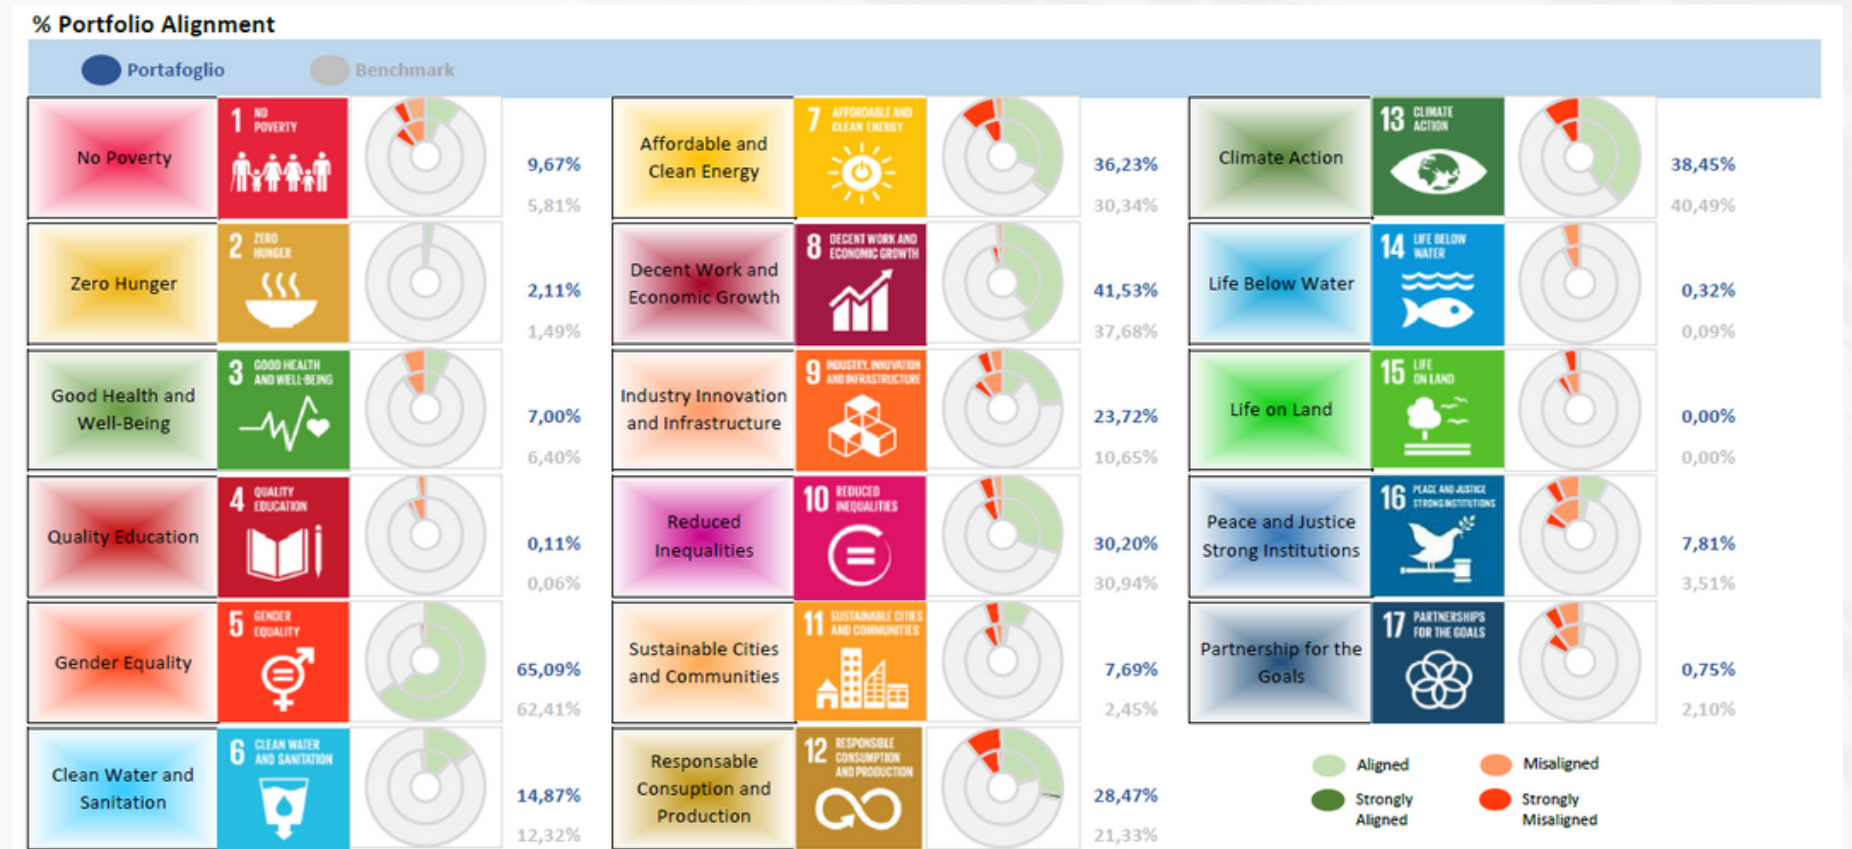 % Portfolio Alignment
Portafoglio
Benchmark
No Poverty
1 NO
POVERTY
9,67%
5,81%
Zero Hunger
2 ZERO
HUNGER
2,11%
1,49%
Good Health and
Well-Being
3 GOOD HEALTH
AND WELL-BEING
7,00%
6,40%
Quality Education
4 QUALITY
EDUCATION
0,11%
0,06%
Gender Equality
5 GENDER
EQUALITY
65,09%
62,41%
Clean Water and
Sanitation
6 CLEAN WATER
AND SANITATION
14,87%
12,32%
Affordable and
Clean Energy
7 AFFORDABLE AND
CLEAN ENERGY
36,23%
30,34%
Decent Work and
Economic Growth
8 DECENT WORK AND
ECONOMIC GROWTH
41,53%
37,68%
Industry Innovation
and Infrastructure
9 INDUSTRY, INNOVATION
AND INFRASTRUCTURE
23,72%
10,65%
Reduced
Inequalities
10 REDUCED
INEQUALITIES
30,20%
30,94%
Sustainable Cities
and Communities
11 SUSTAINABLE CITIES
AND COMMUNITIES
7,69%
2,45%
Responsable
Consuption and
Production
12 RESPONSIBLE
CONSUMPTION
AND PRODUCTION
28,47%
21,33%
Climate Action
13 CLIMATE
ACTION
38,45%
40,49%
Life Below Water
14 LIFE BELOW
WATER
0,32%
0,09%
Life on Land
15 LIFE
ON LAND
0,00%
0,00%
Peace and Justice
Strong Institutions
16 PEACE AND JUSTICE
STRONG INSTITUTIONS
7,81%
3,51%
Partnership for the
Goals
17 PARTNERSHIPS
FOR THE GOALS
0,75%
2,10%
Aligned
Misaligned
Strongly
Aligned
Strongly
Misaligned